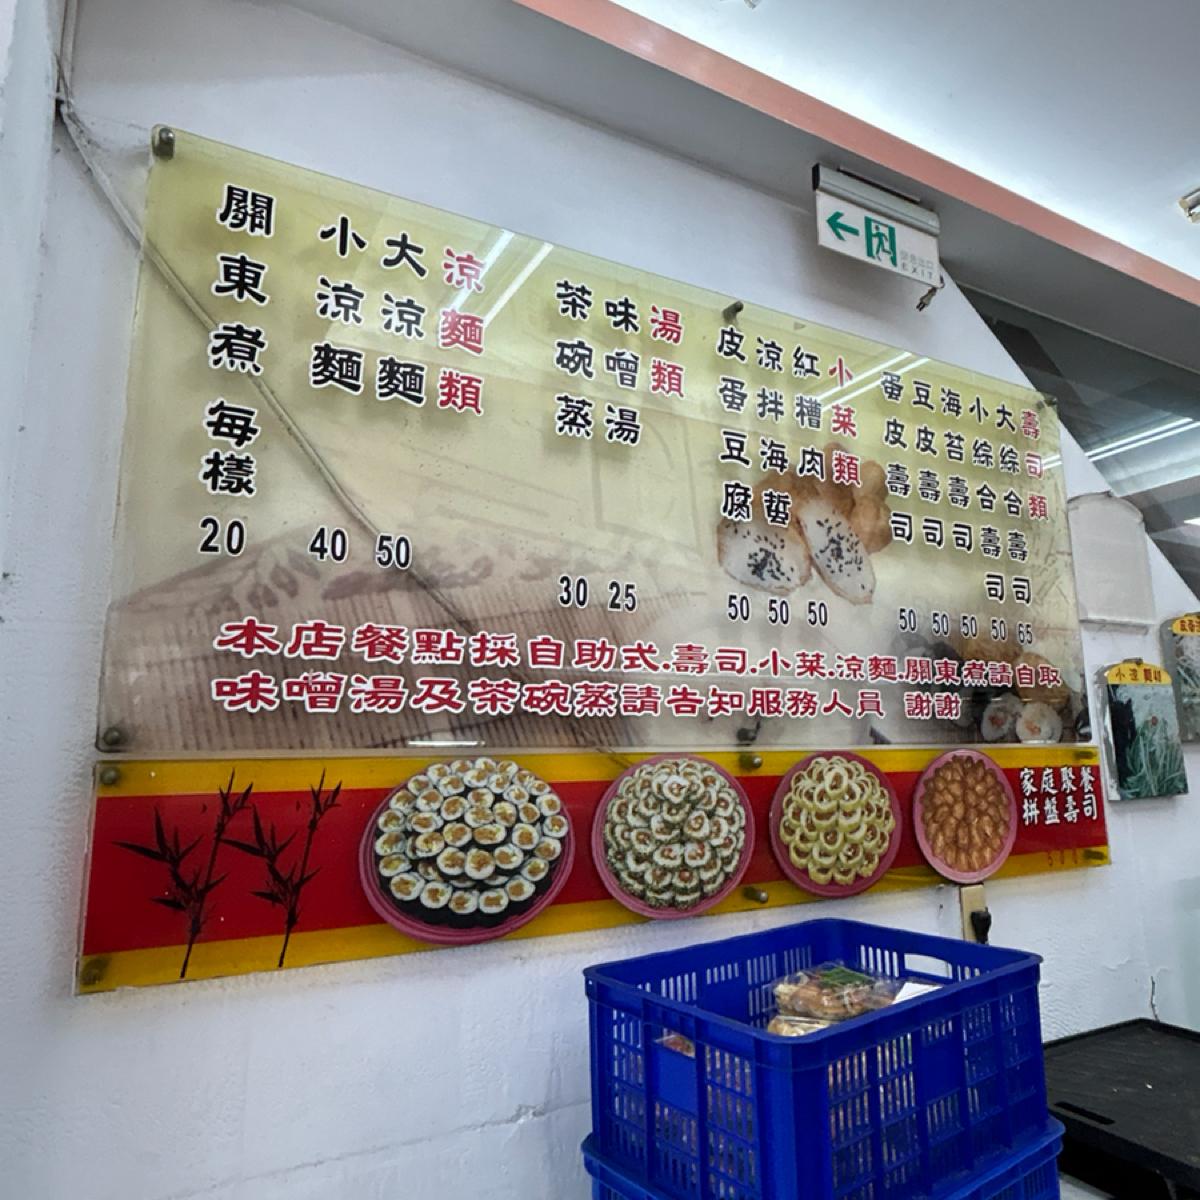 壽司類
大綜合壽司 65
小綜合壽司 50
海苔壽司 50
豆皮壽司 50
蛋皮壽司 50
小菜類
紅糟肉 50
涼拌海蜇 50
皮蛋豆腐 50
湯類
味噌湯 25
茶碗蒸 30
涼麵類
大涼麵 50
小涼麵 40
關東煮 每樣 20
本店餐點採自助式.壽司.小菜.涼麵.關東煮請自取
味噌湯及茶碗蒸請告知服務人員 謝謝
家庭聚餐
拼盤壽司
EXIT
小涼麵40